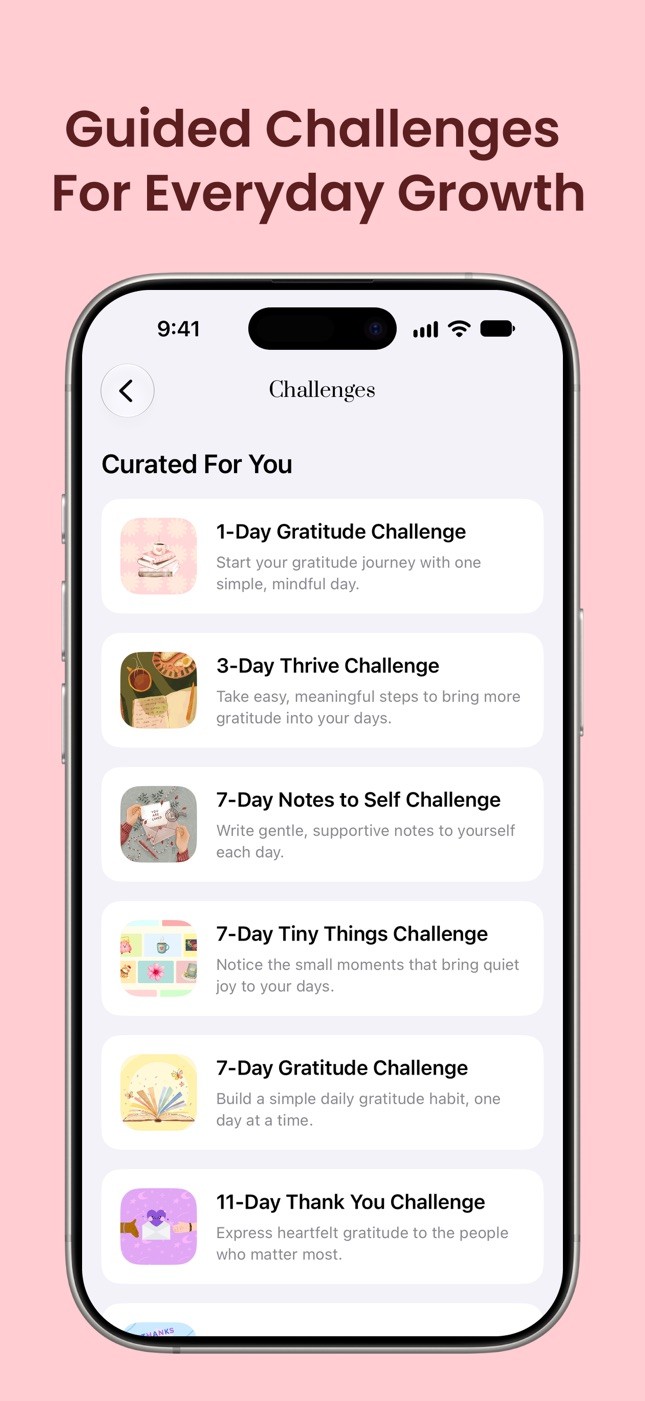 Guided Challenges
For Everyday Growth
9:41
Challenges
Curated For You
1-Day Gratitude Challenge
Start your gratitude journey with one
simple, mindful day.
3-Day Thrive Challenge
Take easy, meaningful steps to bring more
gratitude into your days.
7-Day Notes to Self Challenge
Write gentle, supportive notes to yourself
each day.
7-Day Tiny Things Challenge
Notice the small moments that bring quiet
joy to your days.
7-Day Gratitude Challenge
Build a simple daily gratitude habit, one
day at a time.
11-Day Thank You Challenge
Express heartfelt gratitude to the people
who matter most.
THANKS